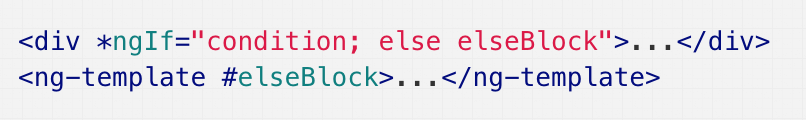 <div *ngIf="condition; else elseBlock">...</div>
<ng-template #elseBlock>...</ng-template>